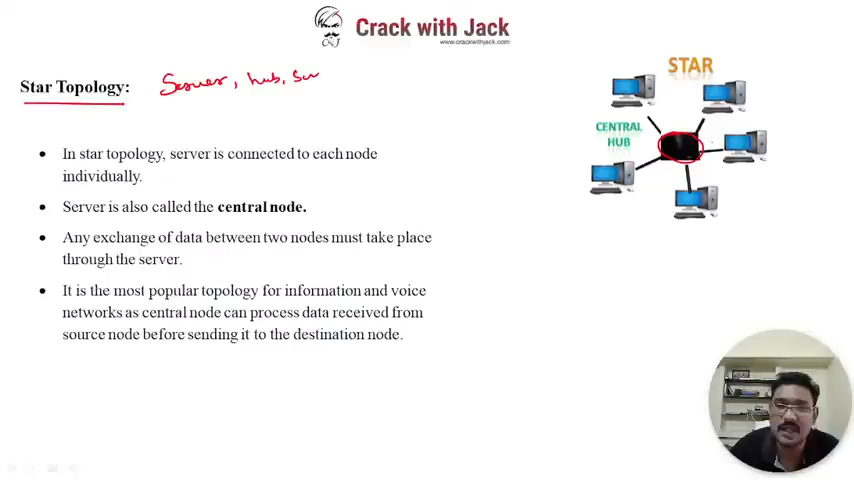 Crack with Jack
www.crackwithjack.com
CwJ
Star Topology: Server, hub, Sw
STAR
CENTRAL
HUB
• In star topology, server is connected to each node
individually.
• Server is also called the central node.
• Any exchange of data between two nodes must take place
through the server.
• It is the most popular topology for information and voice
networks as central node can process data received from
source node before sending it to the destination node.